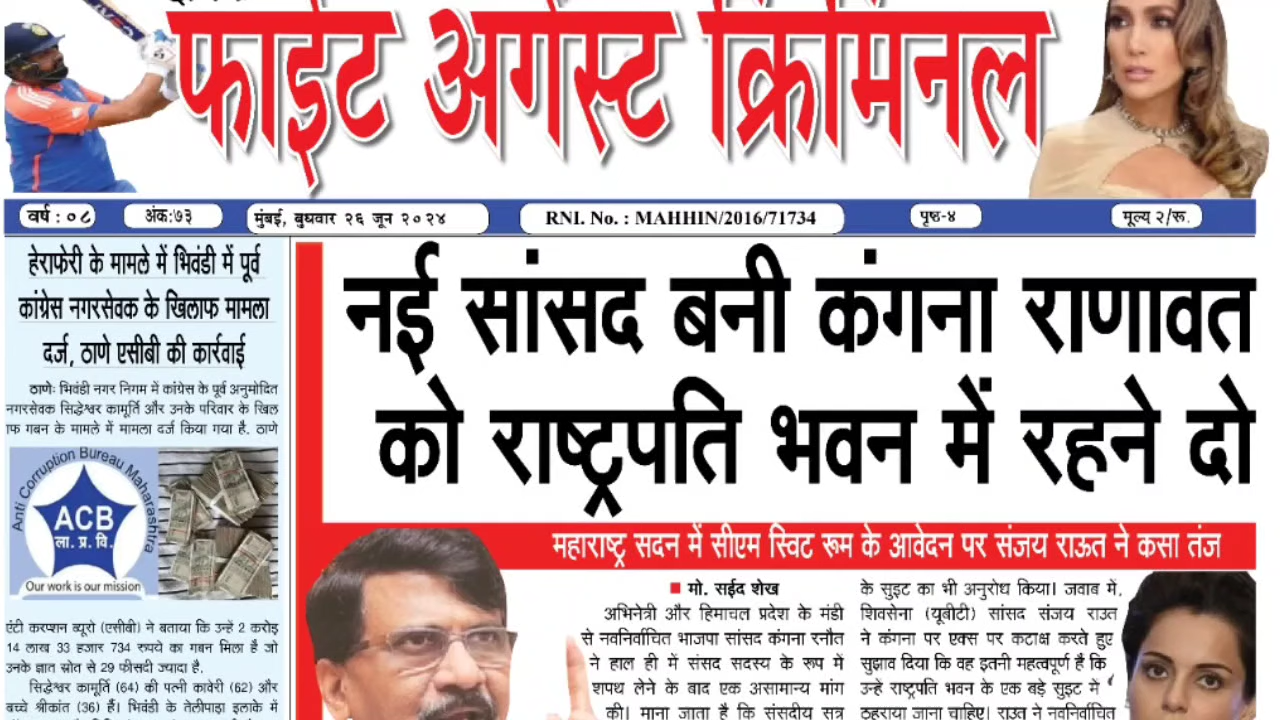 फाईट अगेंस्ट क्रिमिनल
वर्ष : ०८
अंक:७३
मुंबई, बुधवार २६ जून २०२४
RNI. No. : MAHHIN/2016/71734
पृष्ठ-४
मूल्य २/रू.
हेराफेरी के मामले में भिवंडी में पूर्व
कांग्रेस नगरसेवक के खिलाफ मामला
दर्ज, ठाणे एसीबी की कार्रवाई
ठाणे: भिवंडी नगर निगम में कांग्रेस के पूर्व अनुमोदित
नगरसेवक सिद्धेश्वर कामूर्ति और उनके परिवार के खिल
फ गबन के मामले में मामला दर्ज किया गया है. ठाणे
Anti Corruption Bureau Maharashtra
ACB
ला. प्र. वि.
Our work is our mission
एंटी करप्शन ब्यूरो (एसीबी) ने बताया कि उन्हें 2 करोड़
14 लाख 33 हजार 734 रुपये का गबन मिला है जो
उनके ज्ञात स्रोत से 29 फीसदी ज्यादा है.
सिद्धेश्वर कामूर्ति (64) की पत्नी कावेरी (62) और
बच्चे श्रीकांत (36) हैं। भिवंडी के तेलीपाड़ा इलाके में
नई सांसद बनी कंगना राणावत
को राष्ट्रपति भवन में रहने दो
महाराष्ट्र सदन में सीएम स्विट रूम के आवेदन पर संजय राऊत ने कसा तंज
■ मो. सईद शेख
अभिनेत्री और हिमाचल प्रदेश के मंडी
से नवनिर्वाचित भाजपा सांसद कंगना रनौत
ने हाल ही में संसद सदस्य के रूप में
शपथ लेने के बाद एक असामान्य मांग
की। माना जाता है कि संसदीय सत्र
के सुइट का भी अनुरोध किया। जवाब में,
शिवसेना (यूबीटी) सांसद संजय राउत
ने कंगना पर एक्स पर कटाक्ष करते हुए
सुझाव दिया कि वह इतनी महत्वपूर्ण है कि
उन्हें राष्ट्रपति भवन के एक बड़े सुइट में
ठहराया जाना चाहिए। राउत ने नवनिर्वाचित